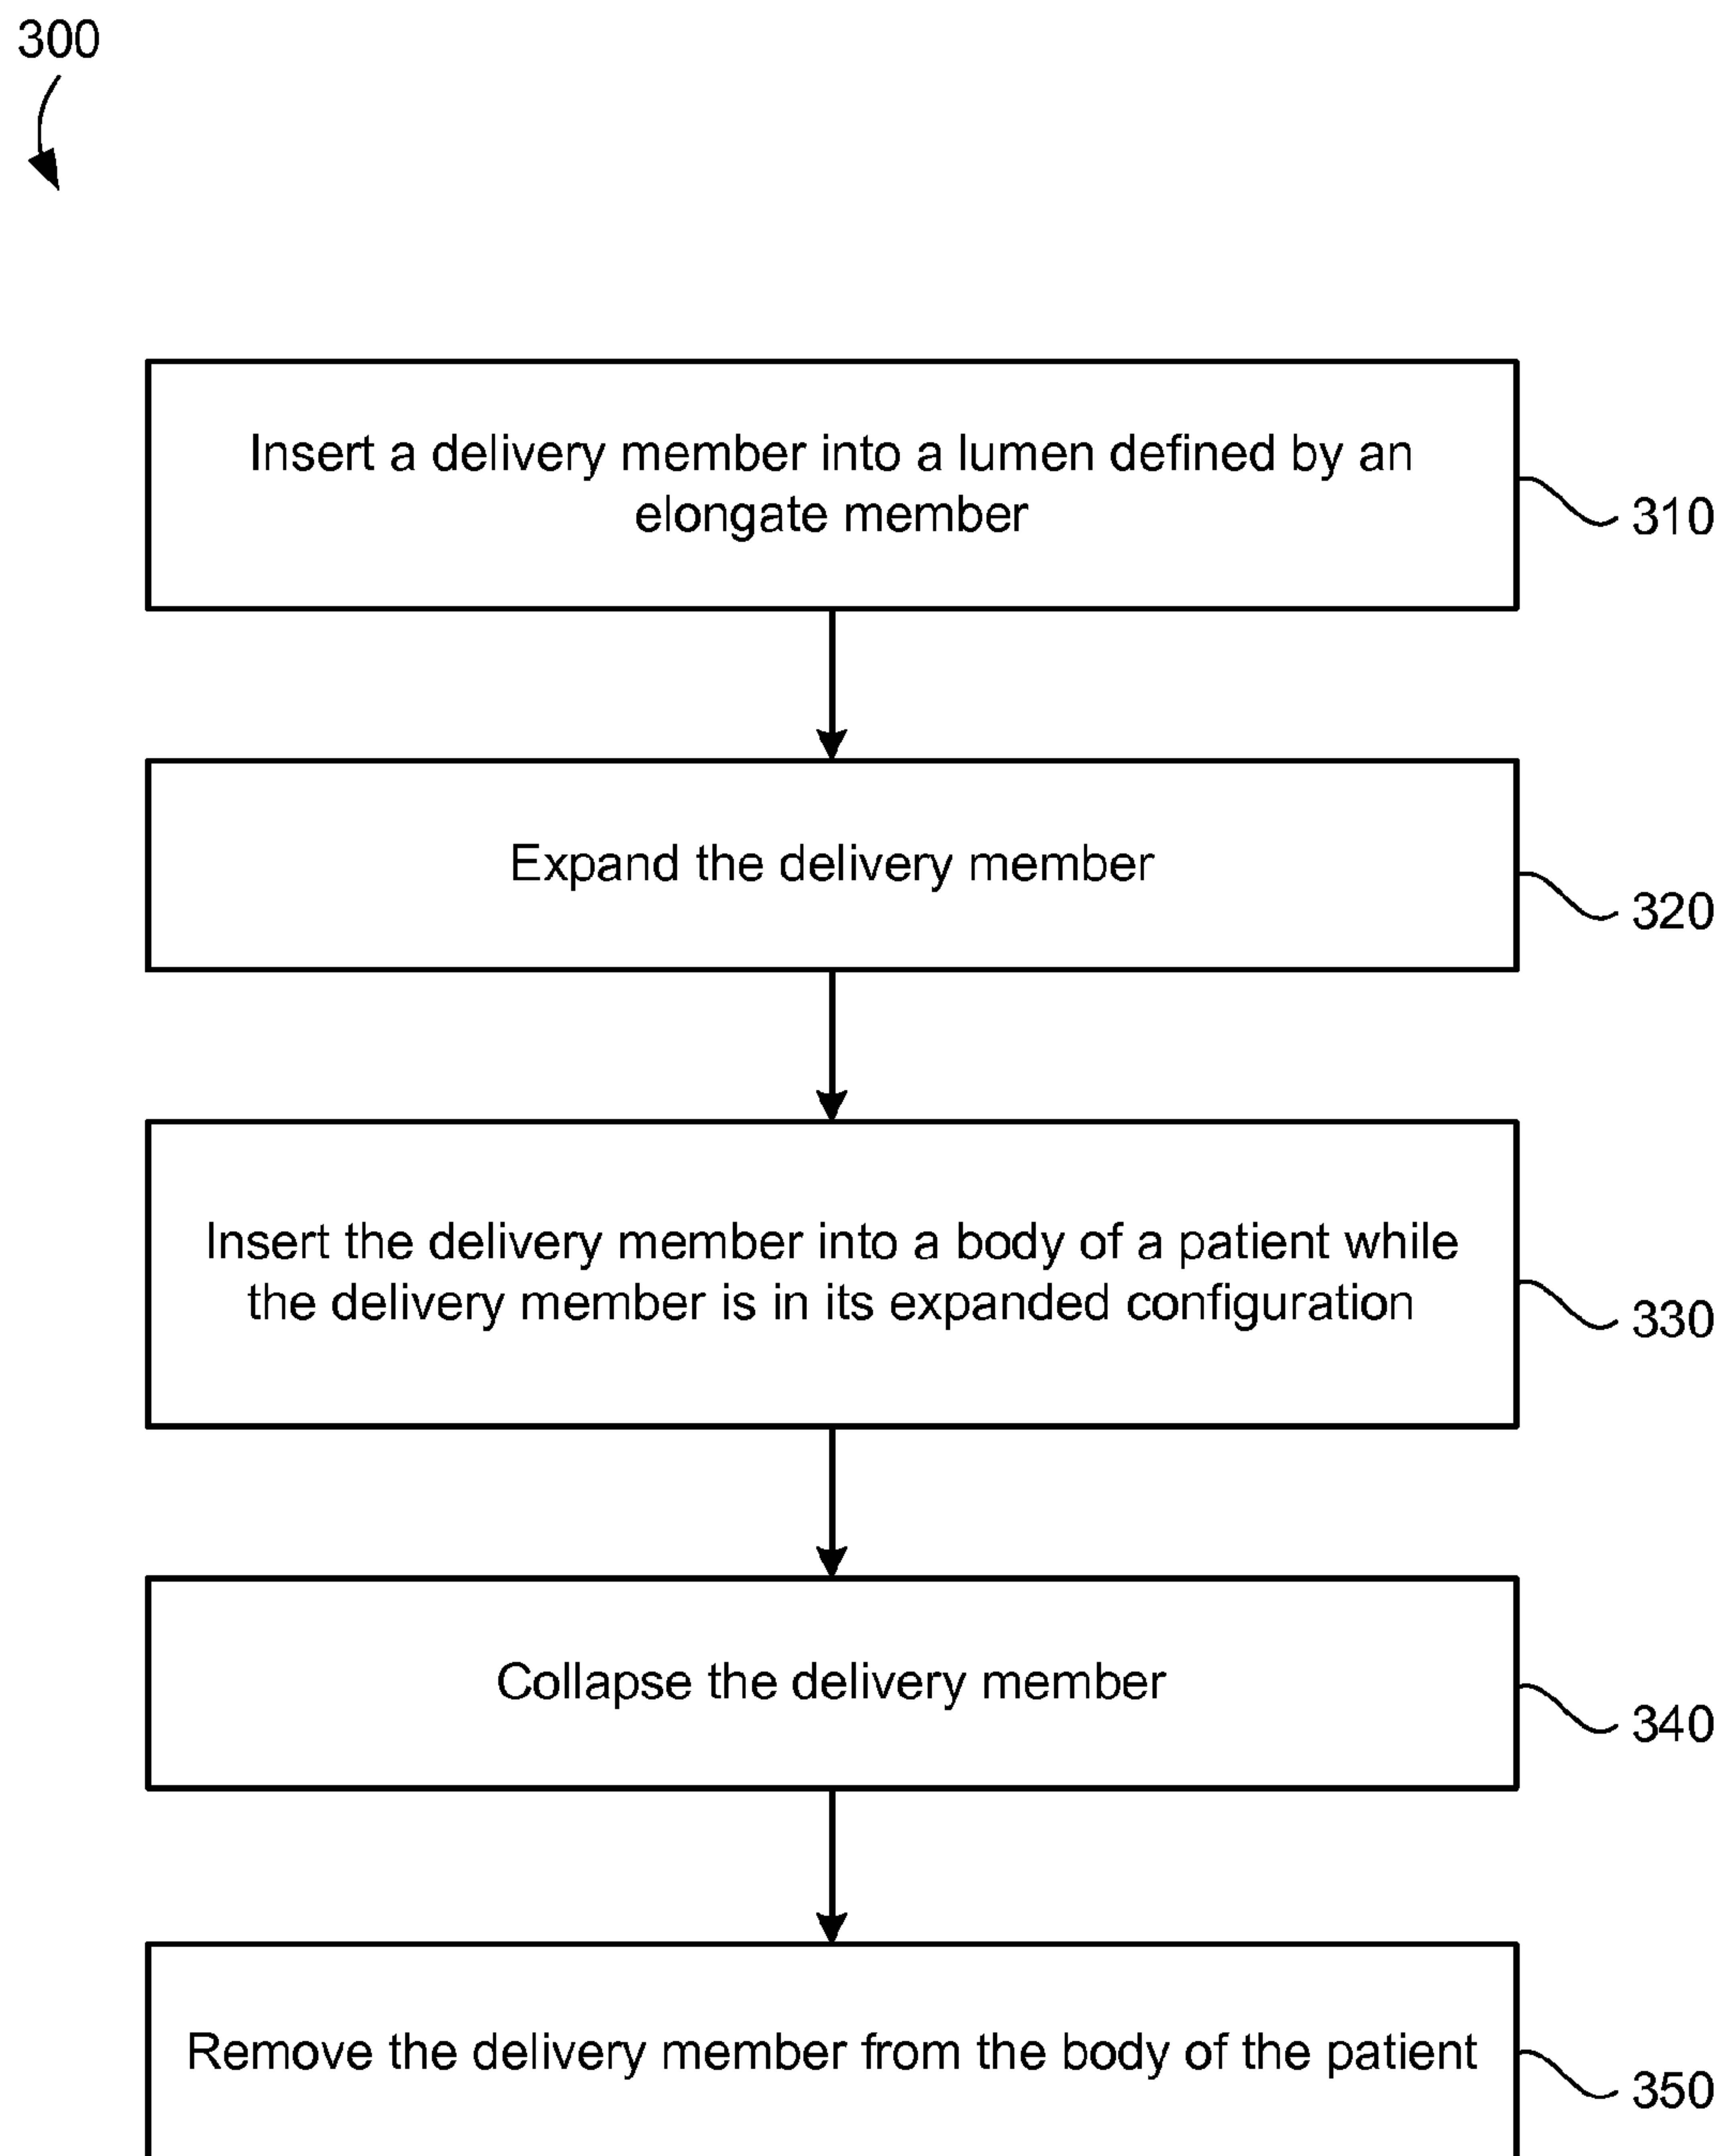 300
Insert a delivery member into a lumen defined by an
elongate member
310
Expand the delivery member
320
Insert the delivery member into a body of a patient while
the delivery member is in its expanded configuration
330
Collapse the delivery member
340
Remove the delivery member from the body of the patient
350